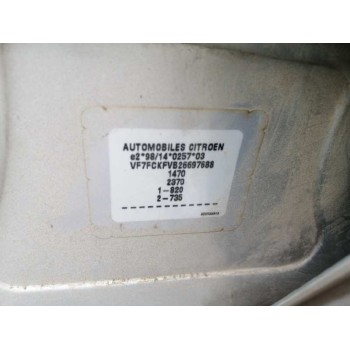 AUTOMOBILES CITROEN
e2*98/14*0257*03
VF7FCKFVB26697688
1470
2370
1-820
2-735